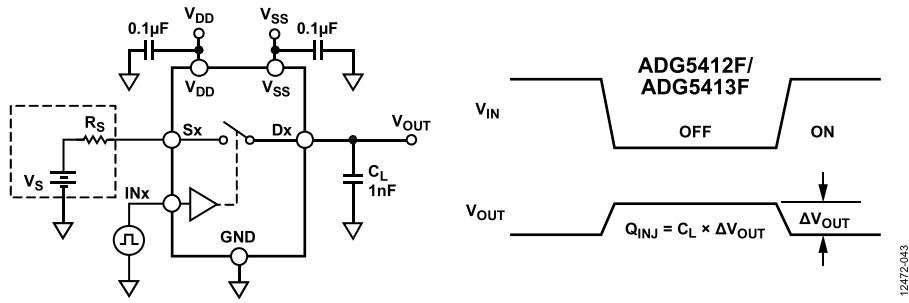 VDD
VSS
0.1µF
0.1µF
VDD
VSS
RS
Sx
Dx
VOUT
VS
INx
CL
1nF
GND
ADG5412F/
ADG5413F
VIN
OFF
ON
VOUT
QINJ = CL × ΔVOUT
ΔVOUT
12472-043